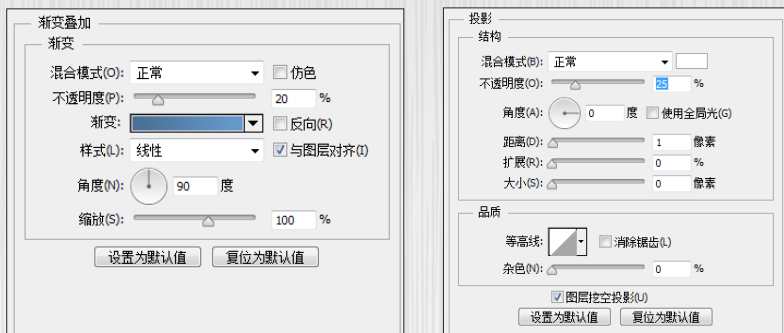 渐变叠加
渐变
混合模式(O): 正常 仿色
不透明度(P): 20 %
渐变: 反向(R)
样式(L): 线性 与图层对齐(I)
角度(N): 90 度
缩放(S): 100 %
设置为默认值 复位为默认值
投影
结构
混合模式(B): 正常
不透明度(O): 25 %
角度(A): 0 度 使用全局光(G)
距离(D): 1 像素
扩展(R): 0 %
大小(S): 0 像素
品质
等高线: 消除锯齿(L)
杂色(N): 0 %
图层挖空投影(U)
设置为默认值 复位为默认值